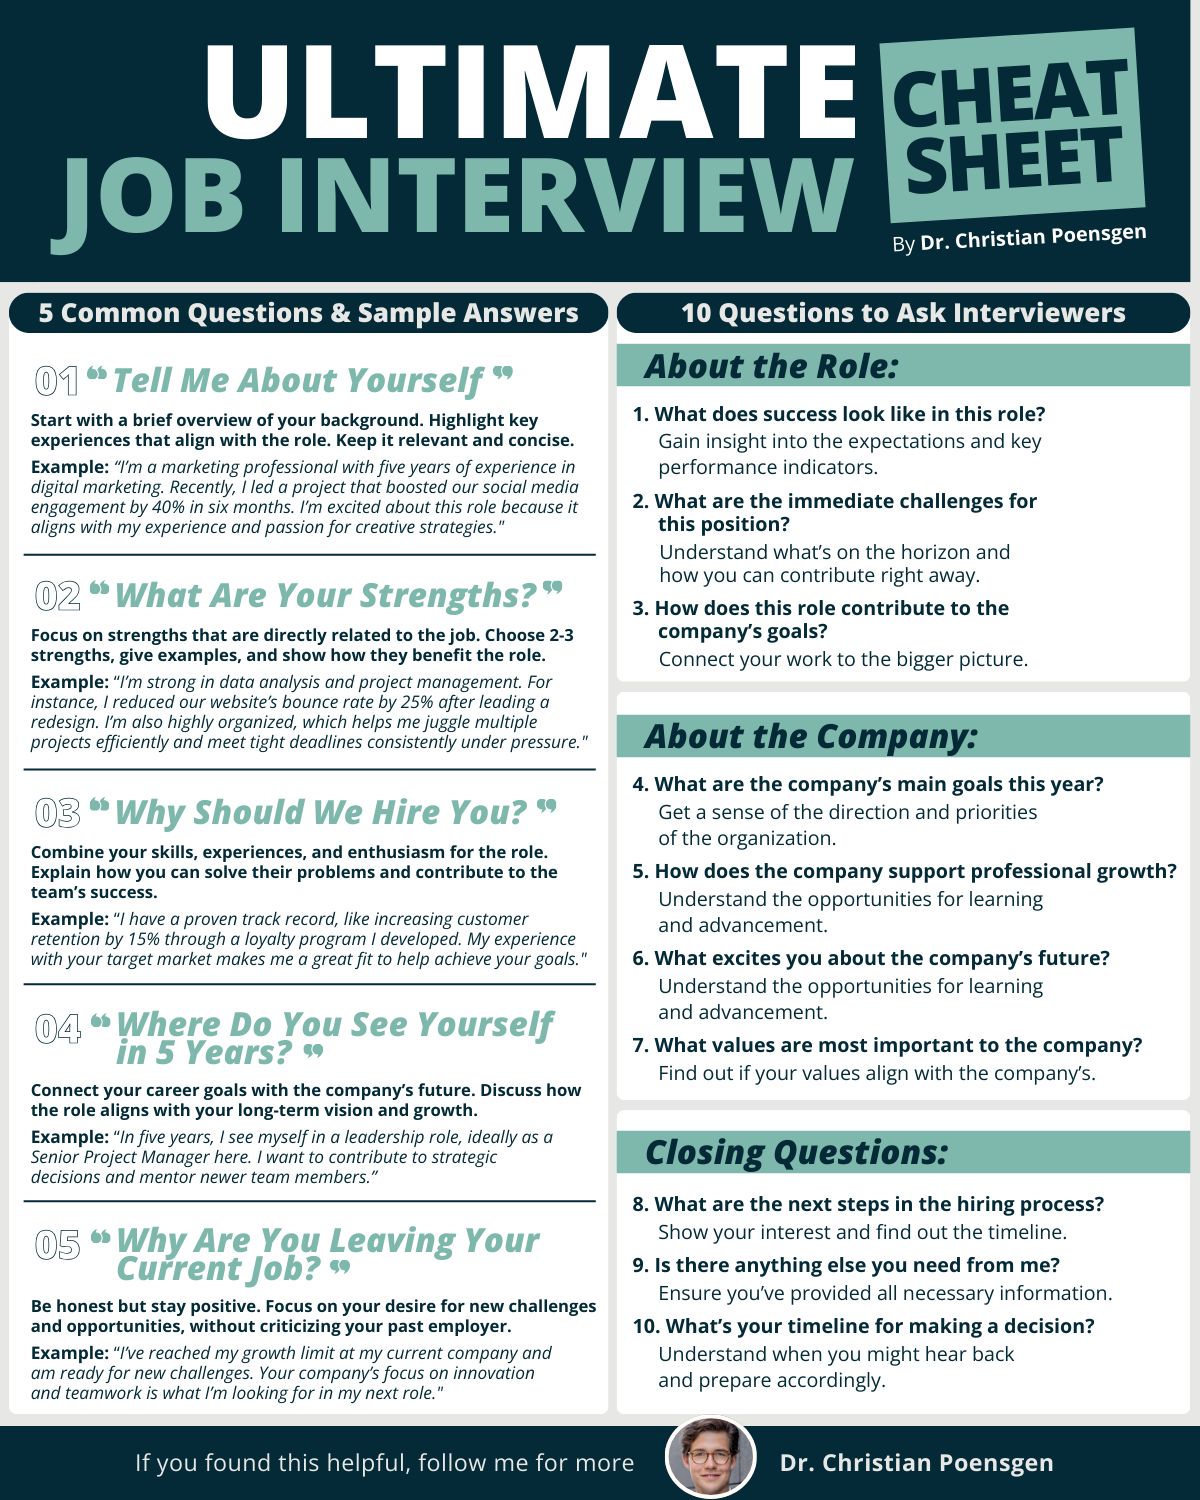 ULTIMATE
JOB INTERVIEW
CHEAT
SHEET
By Dr. Christian Poensgen
5 Common Questions & Sample Answers
01 ❝ Tell Me About Yourself ❞
Start with a brief overview of your background. Highlight key
experiences that align with the role. Keep it relevant and concise.
Example: “I’m a marketing professional with five years of experience in
digital marketing. Recently, I led a project that boosted our social media
engagement by 40% in six months. I’m excited about this role because it
aligns with my experience and passion for creative strategies."
02 ❝ What Are Your Strengths? ❞
Focus on strengths that are directly related to the job. Choose 2-3
strengths, give examples, and show how they benefit the role.
Example: “I’m strong in data analysis and project management. For
instance, I reduced our website’s bounce rate by 25% after leading a
redesign. I’m also highly organized, which helps me juggle multiple
projects efficiently and meet tight deadlines consistently under pressure."
03 ❝ Why Should We Hire You? ❞
Combine your skills, experiences, and enthusiasm for the role.
Explain how you can solve their problems and contribute to the
team’s success.
Example: “I have a proven track record, like increasing customer
retention by 15% through a loyalty program I developed. My experience
with your target market makes me a great fit to help achieve your goals."
04 ❝ Where Do You See Yourself
in 5 Years? ❞
Connect your career goals with the company’s future. Discuss how
the role aligns with your long-term vision and growth.
Example: “In five years, I see myself in a leadership role, ideally as a
Senior Project Manager here. I want to contribute to strategic
decisions and mentor newer team members.”
05 ❝ Why Are You Leaving Your
Current Job? ❞
Be honest but stay positive. Focus on your desire for new challenges
and opportunities, without criticizing your past employer.
Example: “I’ve reached my growth limit at my current company and
am ready for new challenges. Your company’s focus on innovation
and teamwork is what I’m looking for in my next role."
10 Questions to Ask Interviewers
About the Role:
1. What does success look like in this role?
Gain insight into the expectations and key
performance indicators.
2. What are the immediate challenges for
this position?
Understand what’s on the horizon and
how you can contribute right away.
3. How does this role contribute to the
company’s goals?
Connect your work to the bigger picture.
About the Company:
4. What are the company’s main goals this year?
Get a sense of the direction and priorities
of the organization.
5. How does the company support professional growth?
Understand the opportunities for learning
and advancement.
6. What excites you about the company’s future?
Understand the opportunities for learning
and advancement.
7. What values are most important to the company?
Find out if your values align with the company’s.
Closing Questions:
8. What are the next steps in the hiring process?
Show your interest and find out the timeline.
9. Is there anything else you need from me?
Ensure you’ve provided all necessary information.
10. What’s your timeline for making a decision?
Understand when you might hear back
and prepare accordingly.
If you found this helpful, follow me for more
Dr. Christian Poensgen